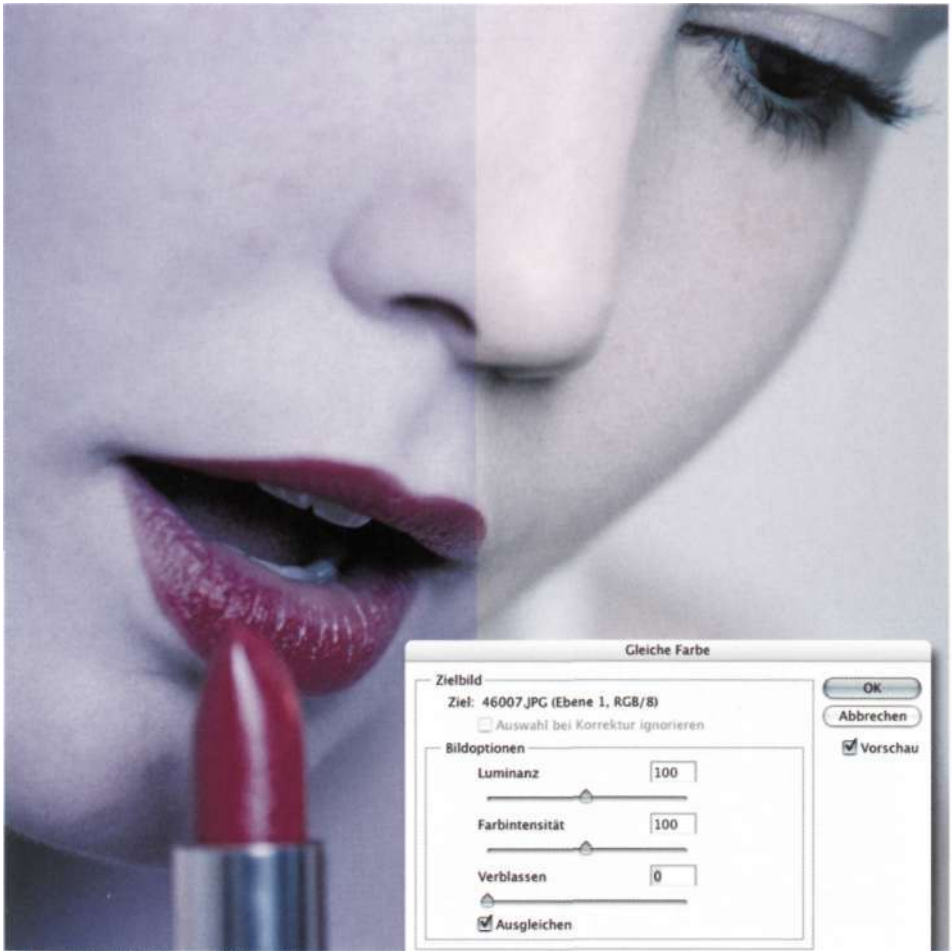 Gleiche Farbe
Zielbild
Ziel: 46007.JPG (Ebene 1, RGB/8)
Auswahl bei Korrektur ignorieren
Bildoptionen
Luminanz 100
Farbintensität 100
Verblassen 0
Ausgleichen
OK
Abbrechen
Vorschau